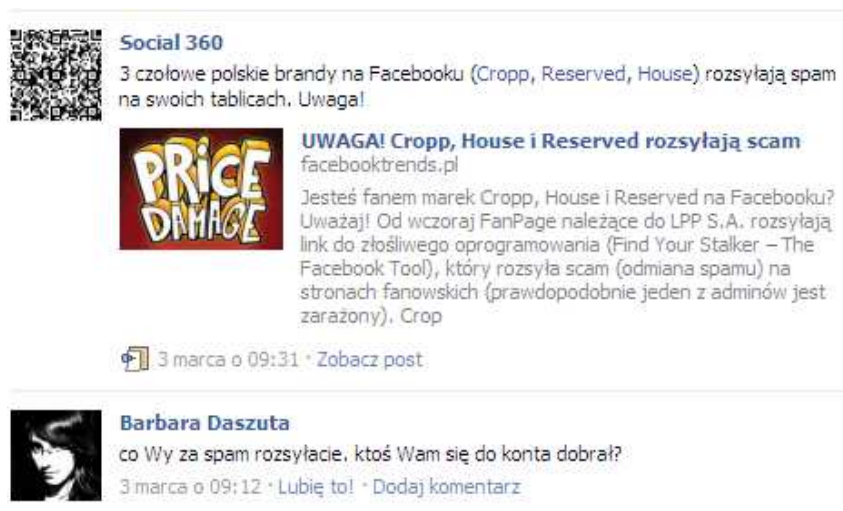 Social 360
3 czołowe polskie brandy na Facebooku (Cropp, Reserved, House) rozsyłają spam
na swoich tablicach. Uwaga!
PRiCE
DAMAGE
UWAGA! Cropp, House i Reserved rozsyłają scam
facebooktrends.pl
Jesteś fanem marek Cropp, House i Reserved na Facebooku?
Uważaj! Od wczoraj FanPage należące do LPP S.A. rozsyłają
link do złośliwego oprogramowania (Find Your Stalker – The
Facebook Tool), który rozsyła scam (odmiana spamu) na
stronach fanowskich (prawdopodobnie jeden z adminów jest
zarażony). Crop
3 marca o 09:31 · Zobacz post
Barbara Daszuta
co Wy za spam rozsyłacie. ktoś Wam się do konta dobrał?
3 marca o 09:12 · Lubię to! · Dodaj komentarz